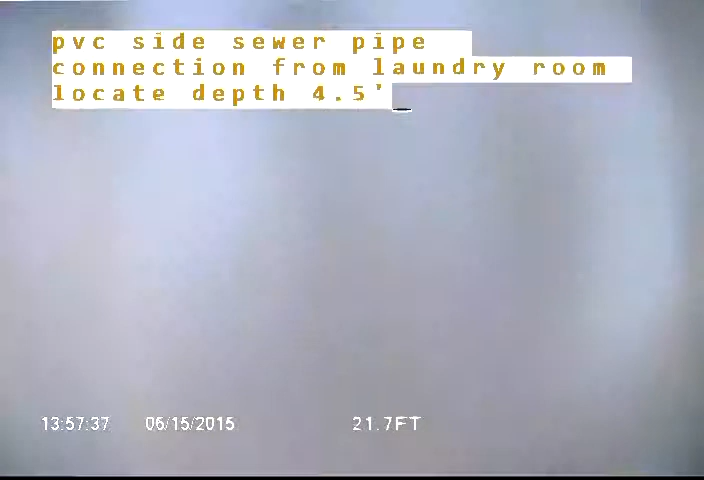 pvc side sewer pipe
connection from laundry room
locate depth 4.5'_
13:57:37 06/15/2015 21.7FT